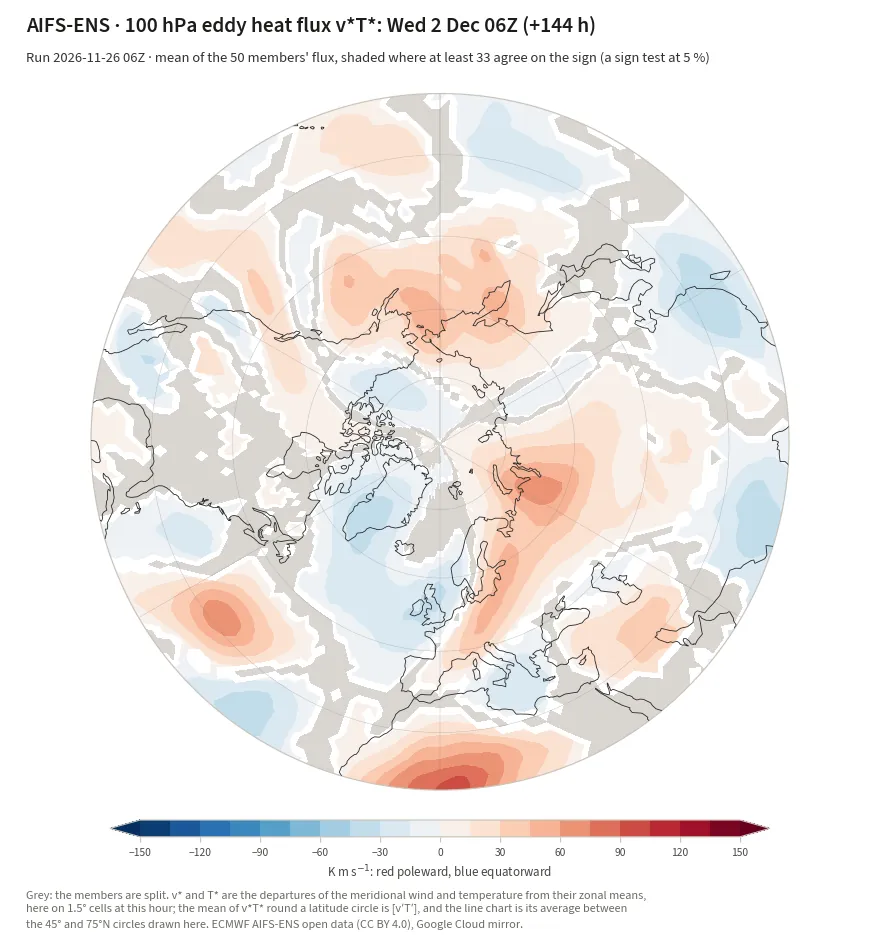 AIFS-ENS · 100 hPa eddy heat flux v*T*: Wed 2 Dec 06Z (+144 h)
Run 2026-11-26 06Z · mean of the 50 members' flux, shaded where at least 33 agree on the sign (a sign test at 5 %)
−150 −120 −90 −60 −30 0 30 60 90 120 150
K m s⁻¹: red poleward, blue equatorward
Grey: the members are split. v* and T* are the departures of the meridional wind and temperature from their zonal means,
here on 1.5° cells at this hour; the mean of v*T* round a latitude circle is [v'T'], and the line chart is its average between
the 45° and 75°N circles drawn here. ECMWF AIFS-ENS open data (CC BY 4.0), Google Cloud mirror.